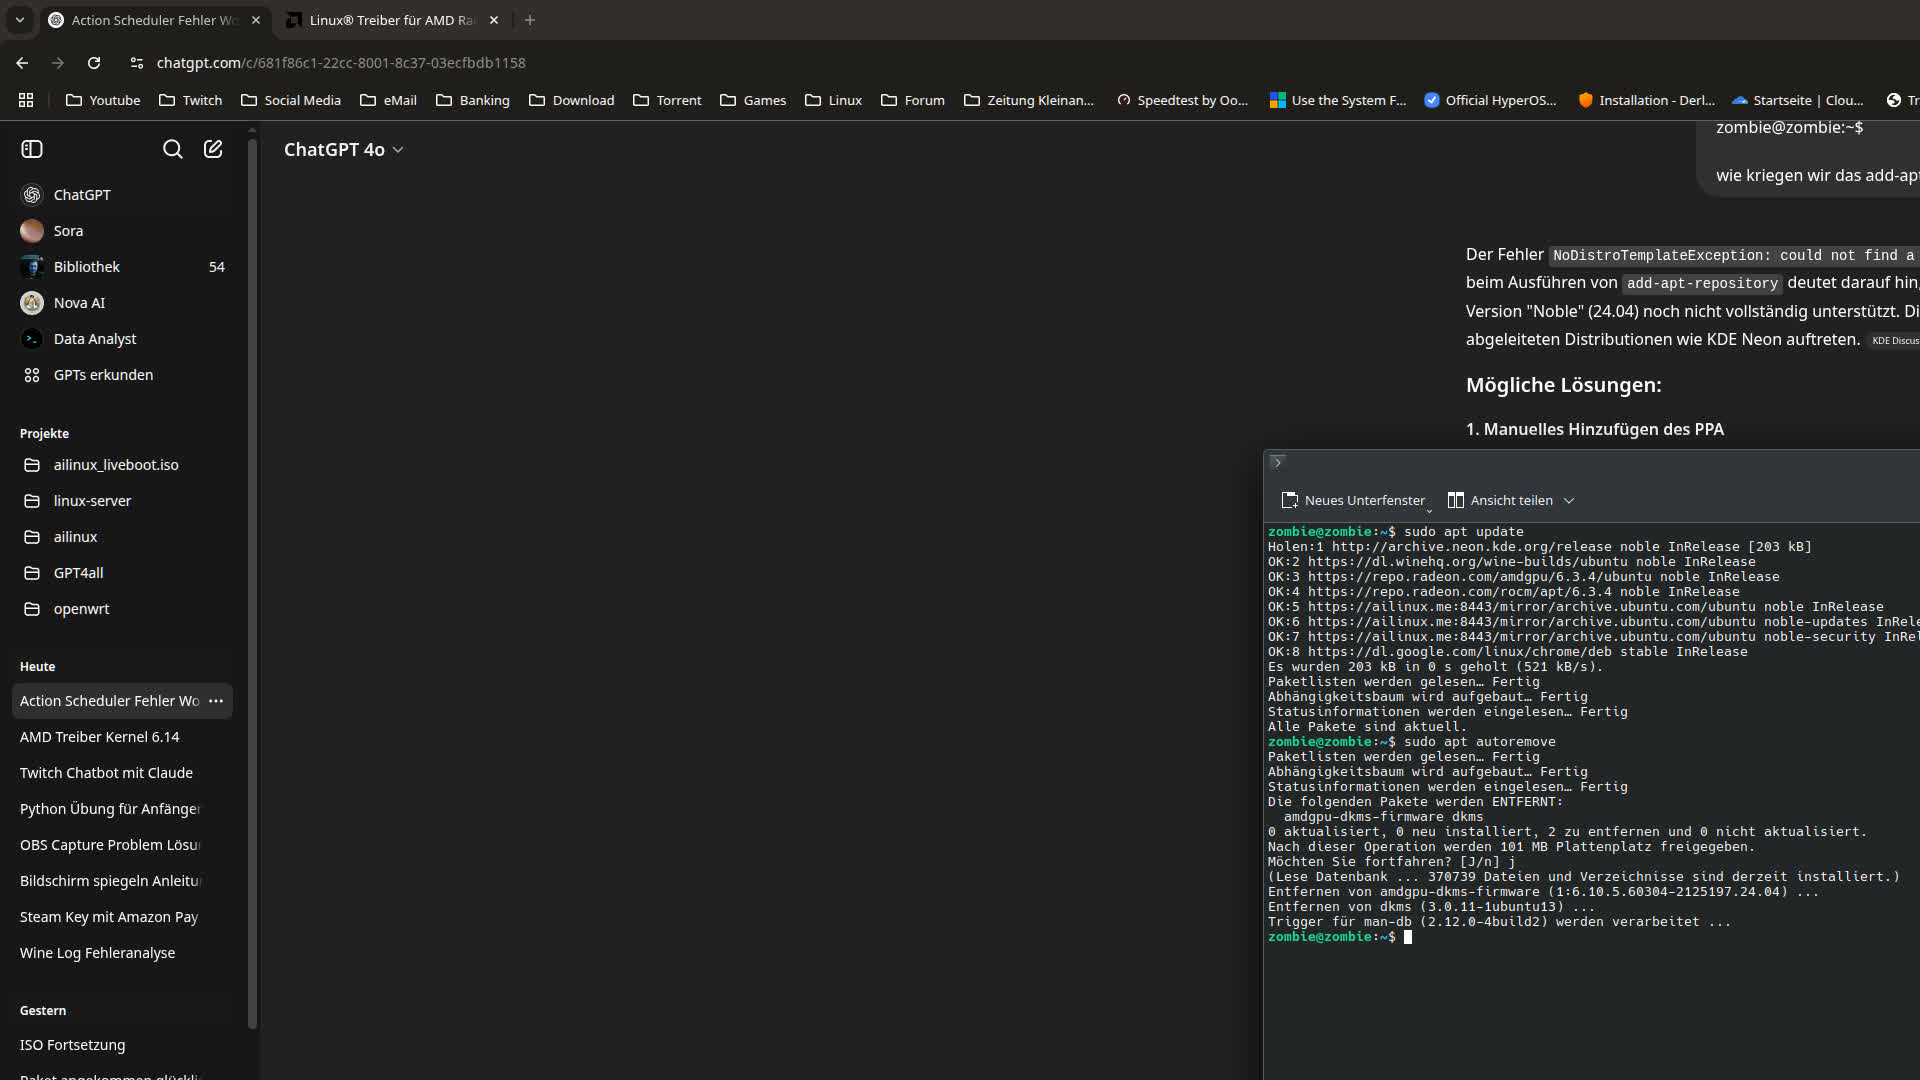 Action Scheduler Fehler Wo
Linux® Treiber für AMD Ra
chatgpt.com/c/681f86c1-22cc-8001-8c37-03ecfbdb1158
Youtube Twitch Social Media eMail Banking Download Torrent Games Linux Forum Zeitung Kleinan... Speedtest by Oo... Use the System F... Official HyperOS... Installation - Derl... Startseite | Clou... Tr
ChatGPT 4o
ChatGPT
Sora
Bibliothek 54
Nova AI
Data Analyst
GPTs erkunden
Projekte
ailinux_liveboot.iso
linux-server
ailinux
GPT4all
openwrt
Heute
Action Scheduler Fehler Wo
AMD Treiber Kernel 6.14
Twitch Chatbot mit Claude
Python Übung für Anfänger
OBS Capture Problem Lösu
Bildschirm spiegeln Anleitu
Steam Key mit Amazon Pay
Wine Log Fehleranalyse
Gestern
ISO Fortsetzung
Paket angekommen glückli
zombie@zombie:~$
wie kriegen wir das add-apt
Der Fehler NoDistroTemplateException: could not find a
beim Ausführen von add-apt-repository deutet darauf hin,
Version "Noble" (24.04) noch nicht vollständig unterstützt. Di
abgeleiteten Distributionen wie KDE Neon auftreten. KDE Discus
Mögliche Lösungen:
1. Manuelles Hinzufügen des PPA
Neues Unterfenster Ansicht teilen
zombie@zombie:~$ sudo apt update
Holen:1 http://archive.neon.kde.org/release noble InRelease [203 kB]
OK:2 https://dl.winehq.org/wine-builds/ubuntu noble InRelease
OK:3 https://repo.radeon.com/amdgpu/6.3.4/ubuntu noble InRelease
OK:4 https://repo.radeon.com/rocm/apt/6.3.4 noble InRelease
OK:5 https://ailinux.me:8443/mirror/archive.ubuntu.com/ubuntu noble InRelease
OK:6 https://ailinux.me:8443/mirror/archive.ubuntu.com/ubuntu noble-updates InRele
OK:7 https://ailinux.me:8443/mirror/archive.ubuntu.com/ubuntu noble-security InRel
OK:8 https://dl.google.com/linux/chrome/deb stable InRelease
Es wurden 203 kB in 0 s geholt (521 kB/s).
Paketlisten werden gelesen… Fertig
Abhängigkeitsbaum wird aufgebaut… Fertig
Statusinformationen werden eingelesen… Fertig
Alle Pakete sind aktuell.
zombie@zombie:~$ sudo apt autoremove
Paketlisten werden gelesen… Fertig
Abhängigkeitsbaum wird aufgebaut… Fertig
Statusinformationen werden eingelesen… Fertig
Die folgenden Pakete werden ENTFERNT:
amdgpu-dkms-firmware dkms
0 aktualisiert, 0 neu installiert, 2 zu entfernen und 0 nicht aktualisiert.
Nach dieser Operation werden 101 MB Plattenplatz freigegeben.
Möchten Sie fortfahren? [J/n] j
(Lese Datenbank ... 370739 Dateien und Verzeichnisse sind derzeit installiert.)
Entfernen von amdgpu-dkms-firmware (1:6.10.5.60304-2125197.24.04) ...
Entfernen von dkms (3.0.11-1ubuntu13) ...
Trigger für man-db (2.12.0-4build2) werden verarbeitet ...
zombie@zombie:~$